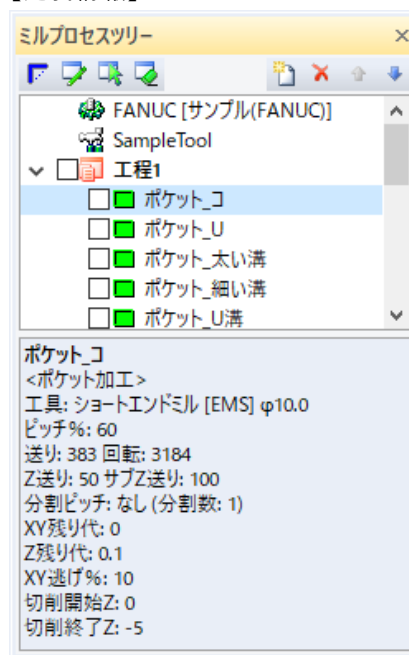 ミルプロセスツリー
FANUC [サンプル(FANUC)]
SampleTool
工程1
ポケット_コ
ポケット_U
ポケット_太い溝
ポケット_細い溝
ポケット_U溝
ポケット_コ
<ポケット加工>
工具: ショートエンドミル [EMS] φ10.0
ピッチ%: 60
送り: 383 回転: 3184
Z送り: 50 サブZ送り: 100
分割ピッチ: なし (分割数: 1)
XY残り代: 0
Z残り代: 0.1
XY逃げ%: 10
切削開始Z: 0
切削終了Z: -5